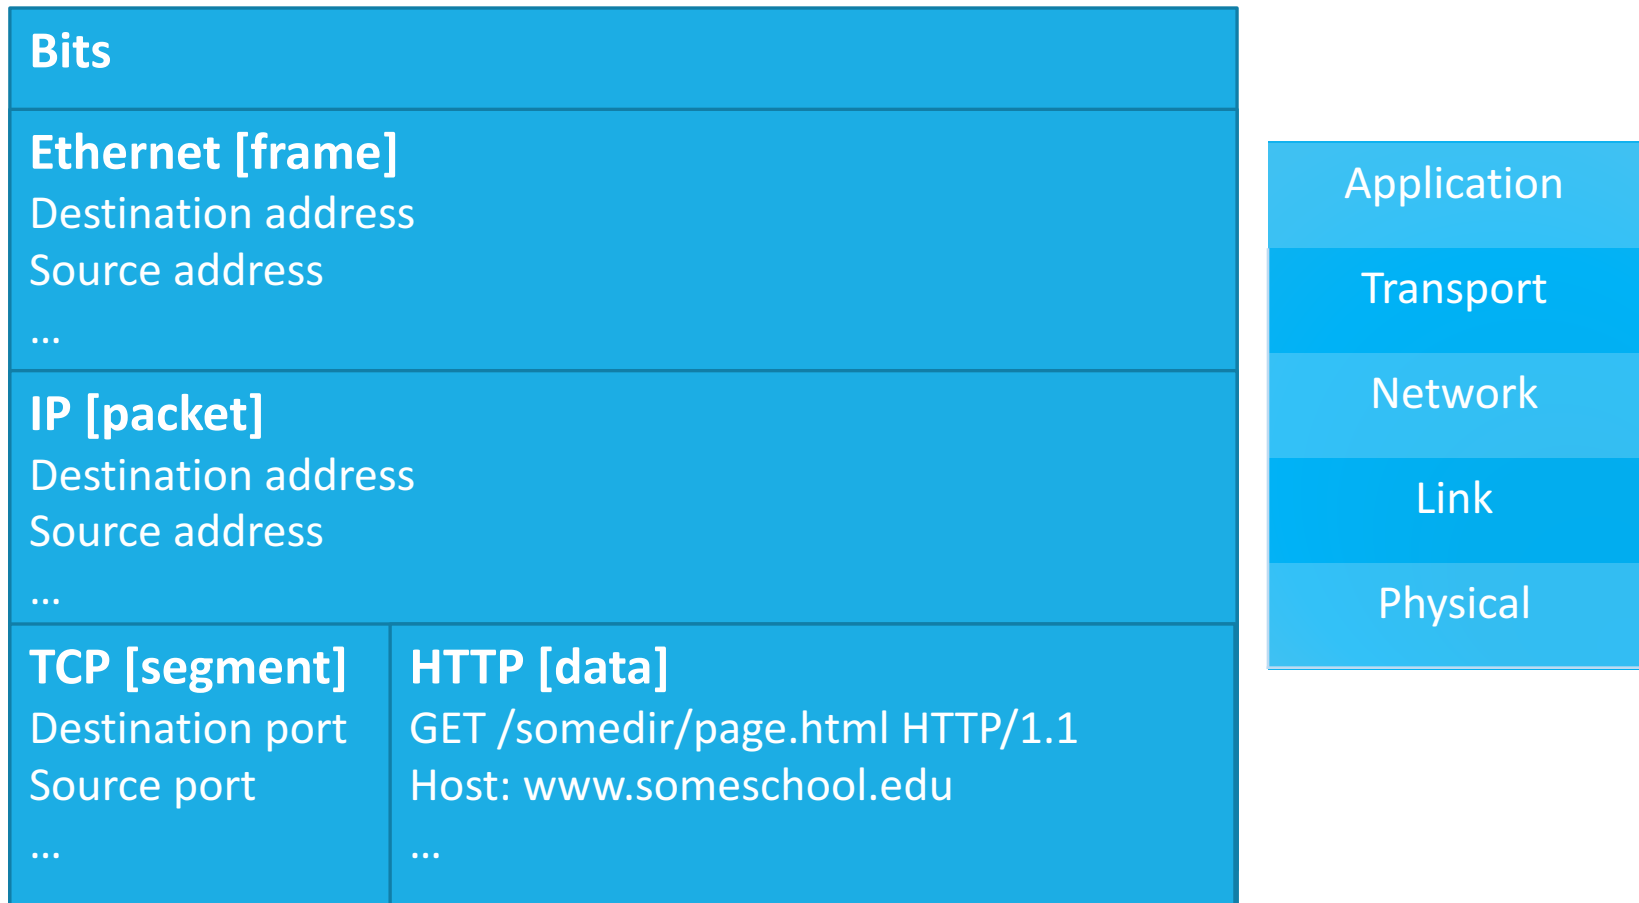 Bits
Ethernet [frame]
Destination address
Source address
...
IP [packet]
Destination address
Source address
...
TCP [segment]
Destination port
Source port
...
HTTP [data]
GET /somedir/page.html HTTP/1.1
Host: www.someschool.edu
...
Application
Transport
Network
Link
Physical